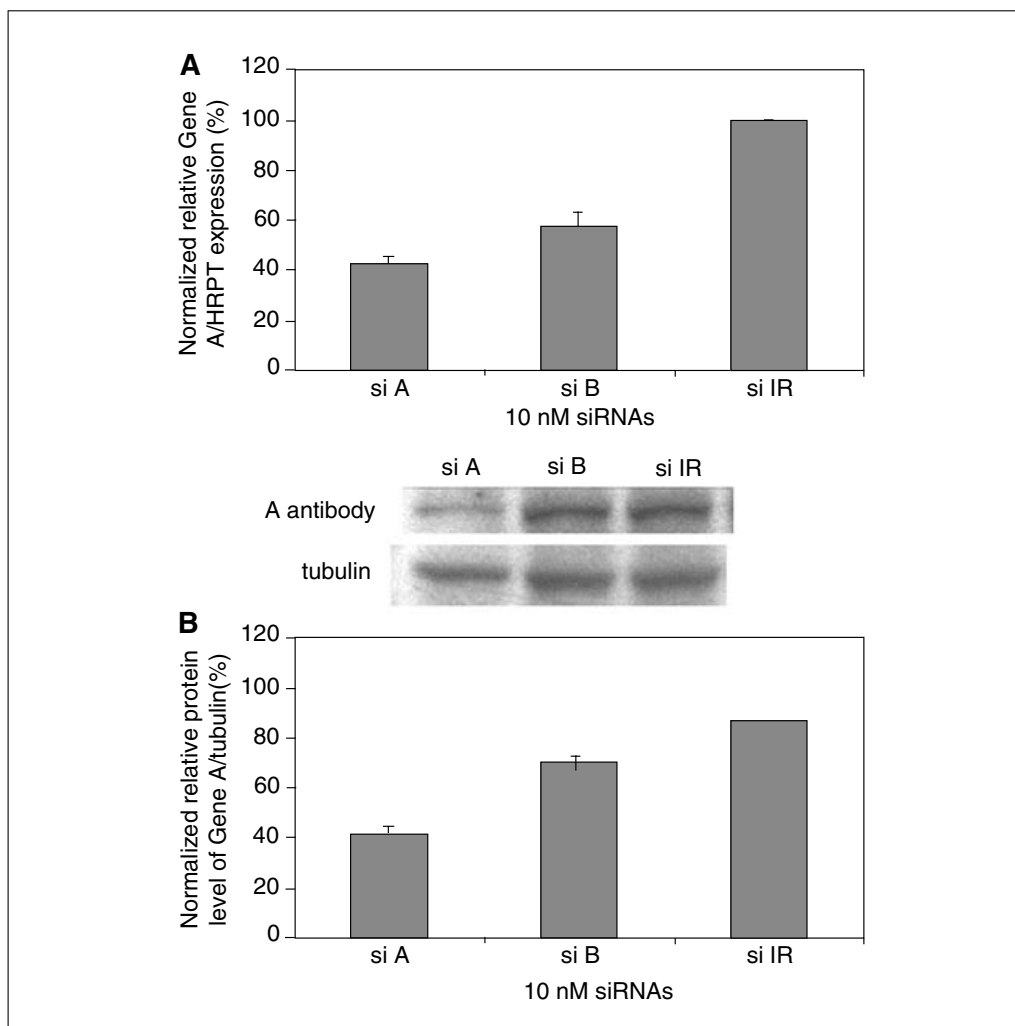 A
Normalized relative Gene
A/HRPT expression (%)
120
100
80
60
40
20
0
si A si B si IR
10 nM siRNAs
si A si B si IR
A antibody
tubulin
B
Normalized relative protein
level of Gene A/tubulin(%)
120
100
80
60
40
20
0
si A si B si IR
10 nM siRNAs